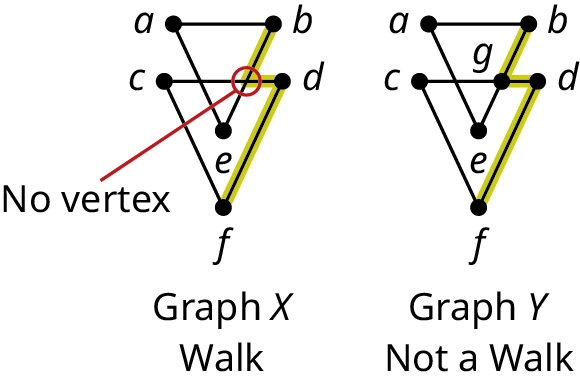 a b a b
g
c d c d
e e
No vertex
f f
Graph X Graph Y
Walk Not a Walk